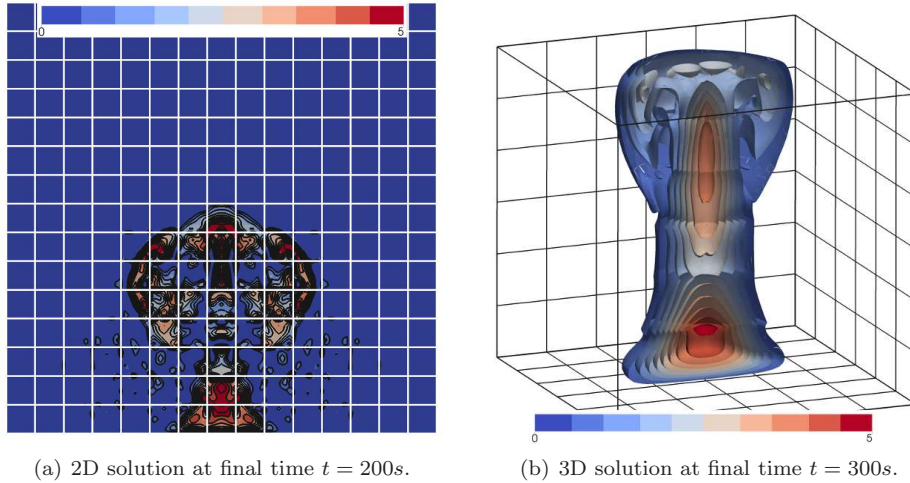 0 5
0 5
(a) 2D solution at final time t = 200s.
(b) 3D solution at final time t = 300s.